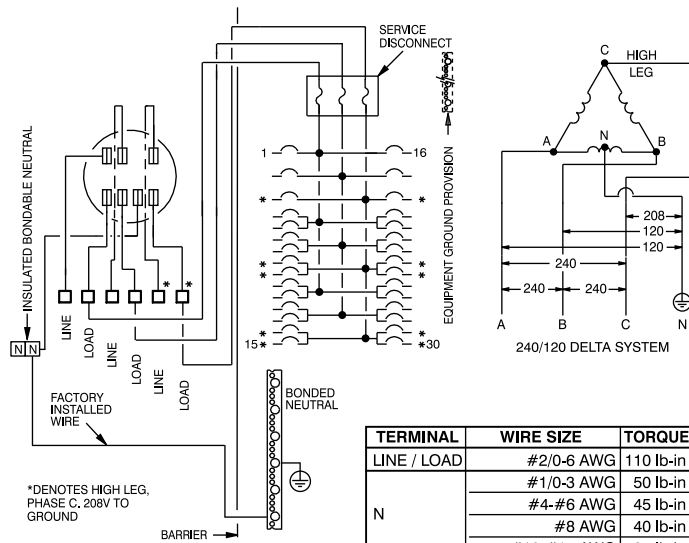 SERVICE
DISCONNECT
INSULATED BONDABLE NEUTRAL
LINE
LOAD
LINE
LOAD
LINE
LOAD
*
*
N N
FACTORY
INSTALLED
WIRE
*DENOTES HIGH LEG,
PHASE C. 208V TO
GROUND
BARRIER
1
16
*
*
*
*
*
*
15
*
*
*
*30
BONDED
NEUTRAL
EQUIPMENT GROUND PROVISION
C
HIGH
LEG
A
N
B
208
120
120
240
240
240
A
B
C
N
240/120 DELTA SYSTEM
TERMINAL WIRE SIZE TORQUE
LINE / LOAD #2/0-6 AWG 110 lb-in
N
#1/0-3 AWG 50 lb-in
#4-#6 AWG 45 lb-in
#8 AWG 40 lb-in